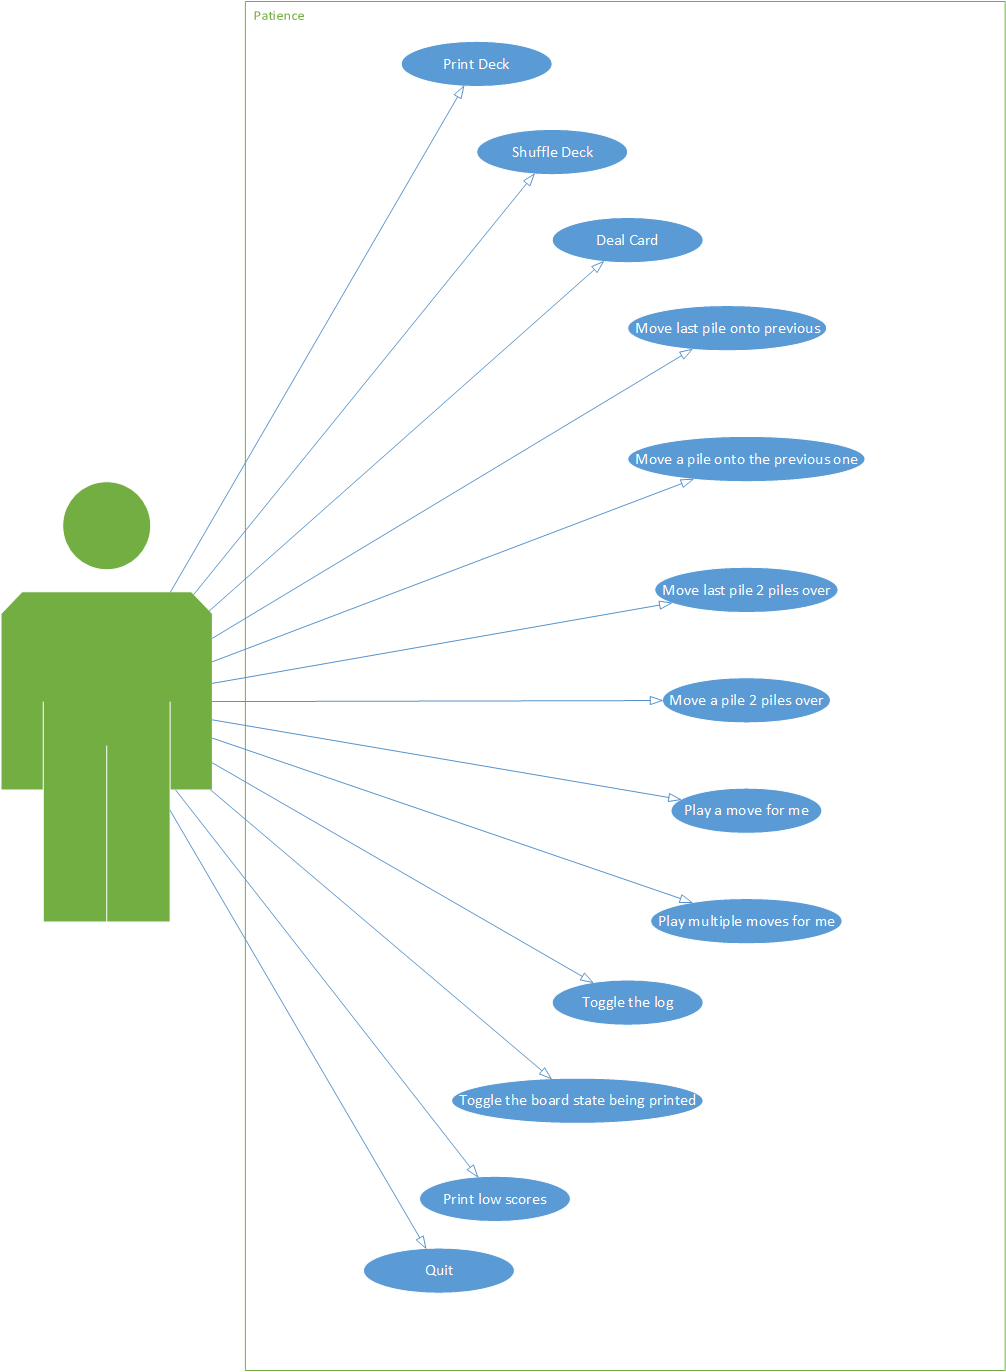 Patience
Print Deck
Shuffle Deck
Deal Card
Move last pile onto previous
Move a pile onto the previous one
Move last pile 2 piles over
Move a pile 2 piles over
Play a move for me
Play multiple moves for me
Toggle the log
Toggle the board state being printed
Print low scores
Quit